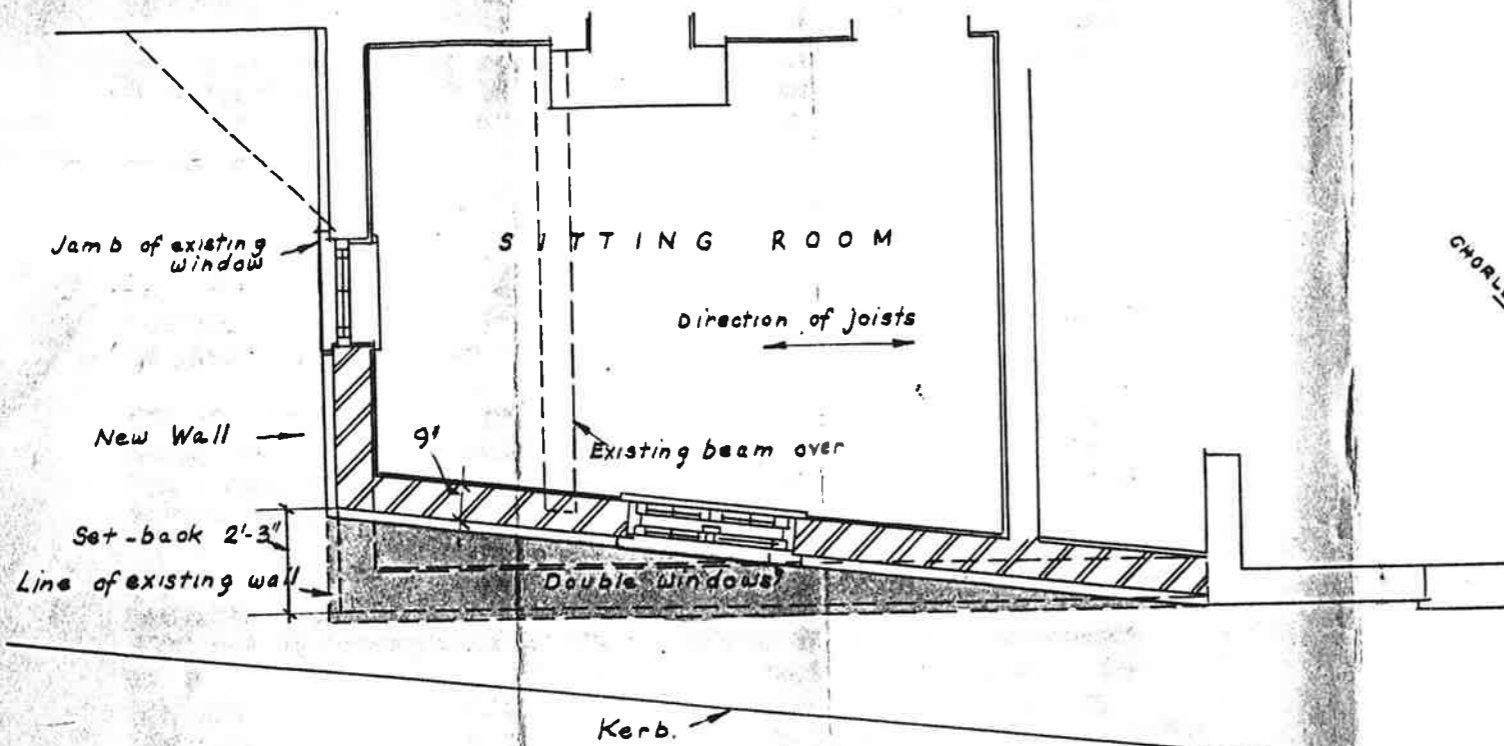 Jamb of existing
window
SITTING ROOM
Direction of joists
New Wall
9"
Existing beam over
Set-back 2'-3"
Line of existing wall
Double windows
Kerb.